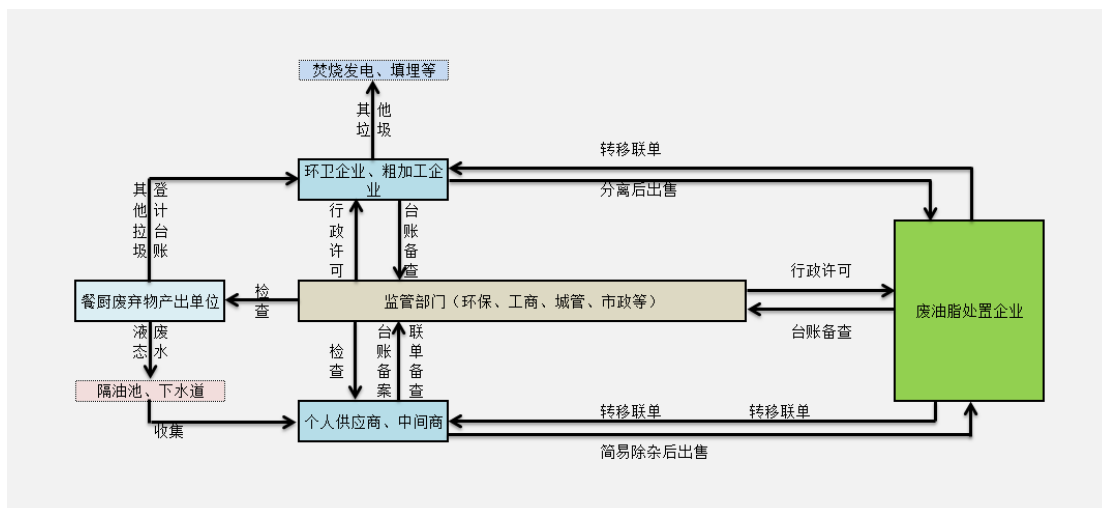 焚烧发电、填埋等
其他
垃圾
转移联单
环卫企业、粗加工企
业
分离后出售
其他拉圾
登计台账
行政许可
台账备查
行政许可
餐厨废弃物产出单位
检查
监管部门（环保、工商、城管、市政等）
废油脂处置企业
台账备查
液态
废水
检查
台账备案
联单备查
隔油池、下水道
收集
个人供应商、中间商
转移联单
转移联单
简易除杂后出售